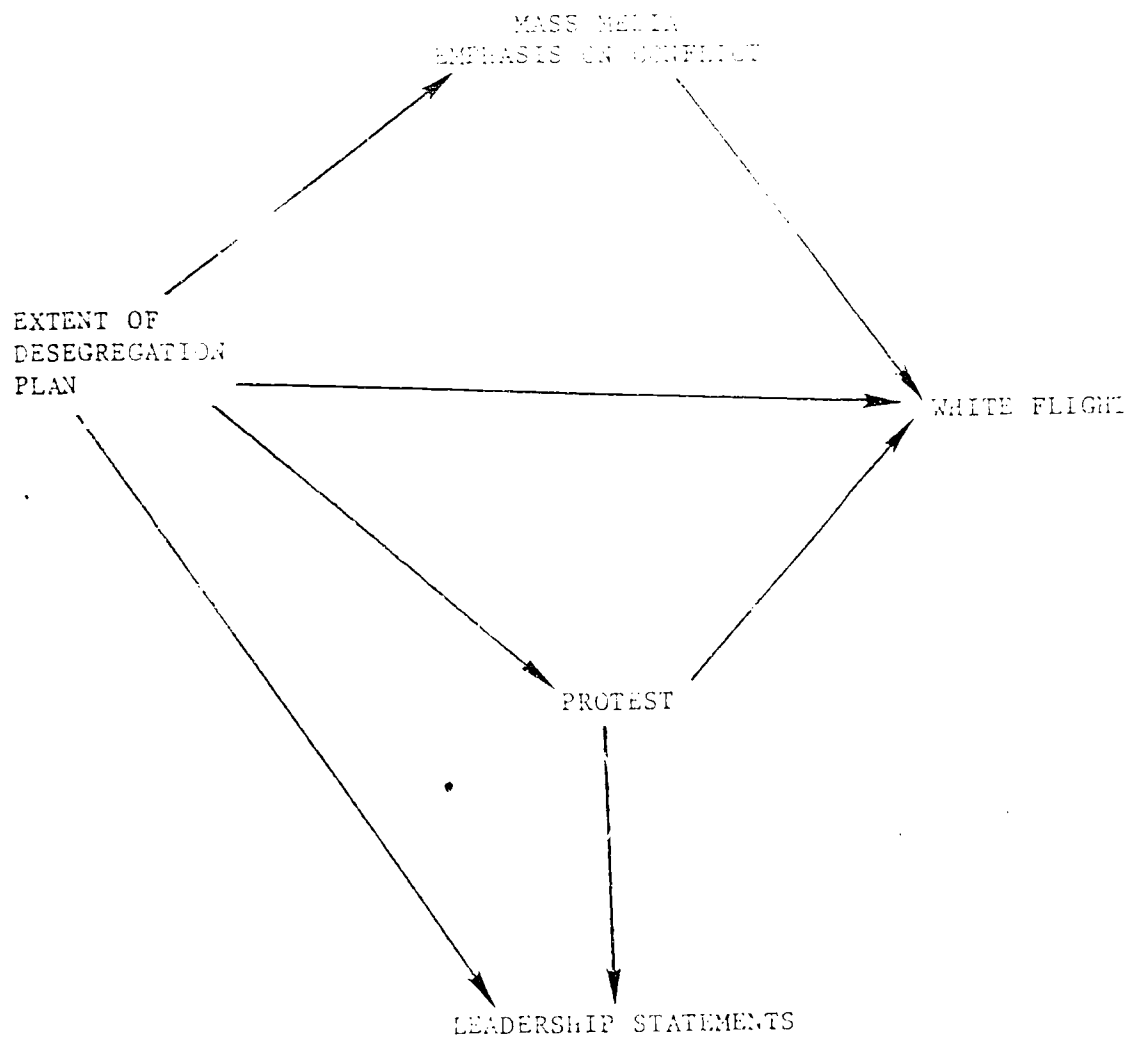 MASS MEDIA
EMPHASIS ON CONFLICT
EXTENT OF
DESEGREGATION
PLAN
WHITE FLIGHT
PROTEST
LEADERSHIP STATEMENTS